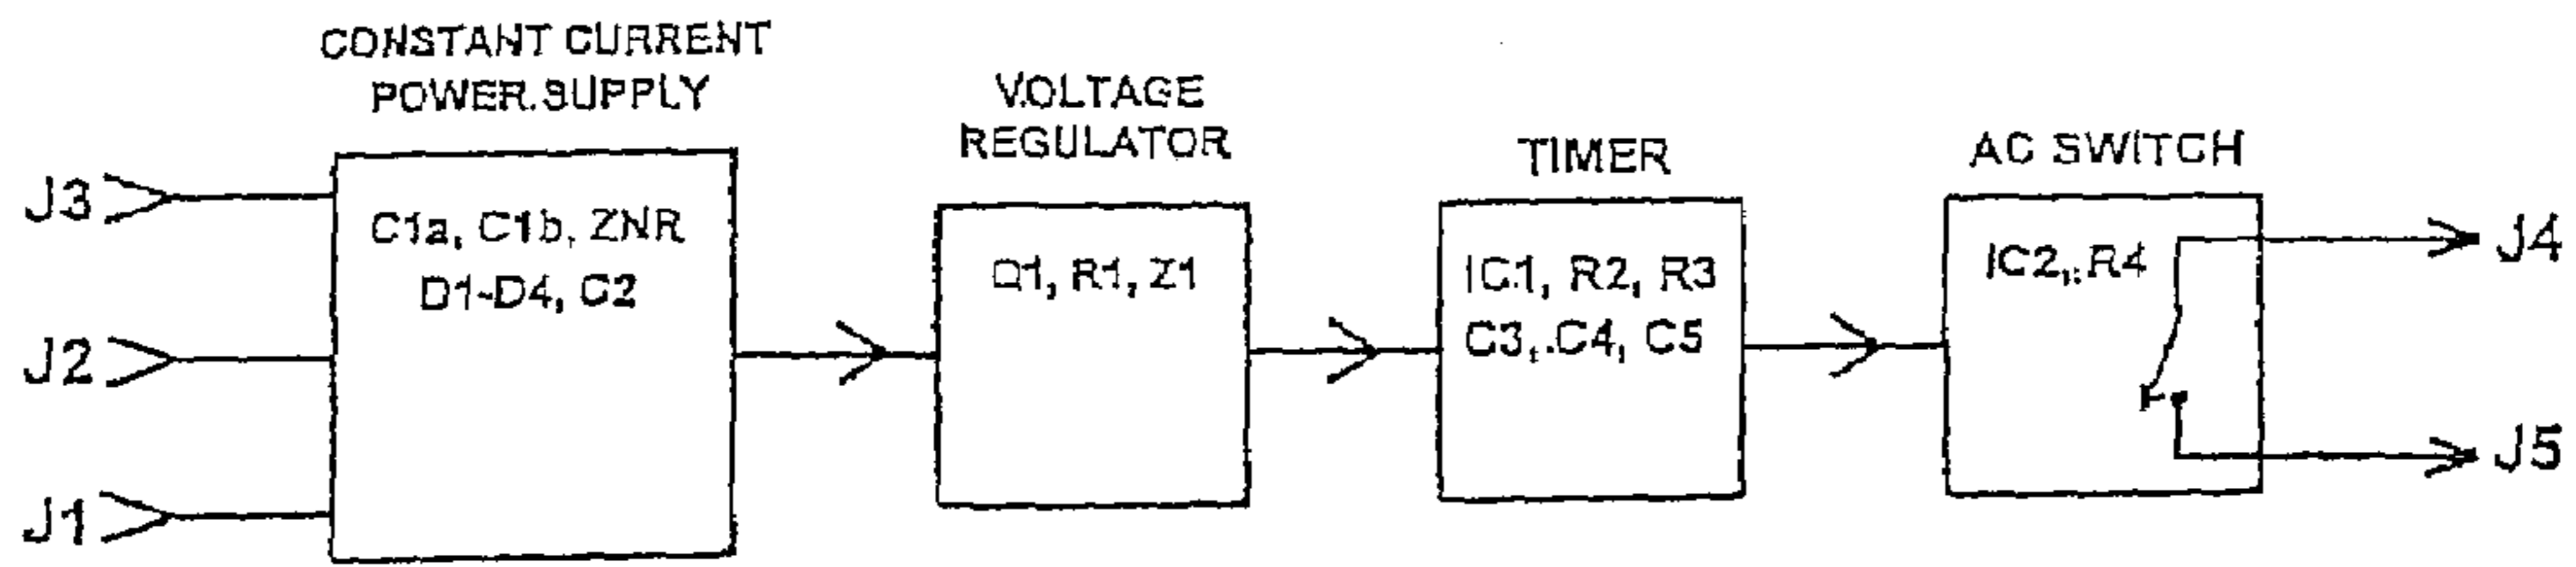 CONSTANT CURRENT
POWER SUPPLY
VOLTAGE
REGULATOR
TIMER
AC SWITCH
J3
J2
J1
C1a, C1b, ZNR
D1-D4, C2
Q1, R1, Z1
IC1, R2, R3
C3, C4, C5
IC2, R4
J4
J5